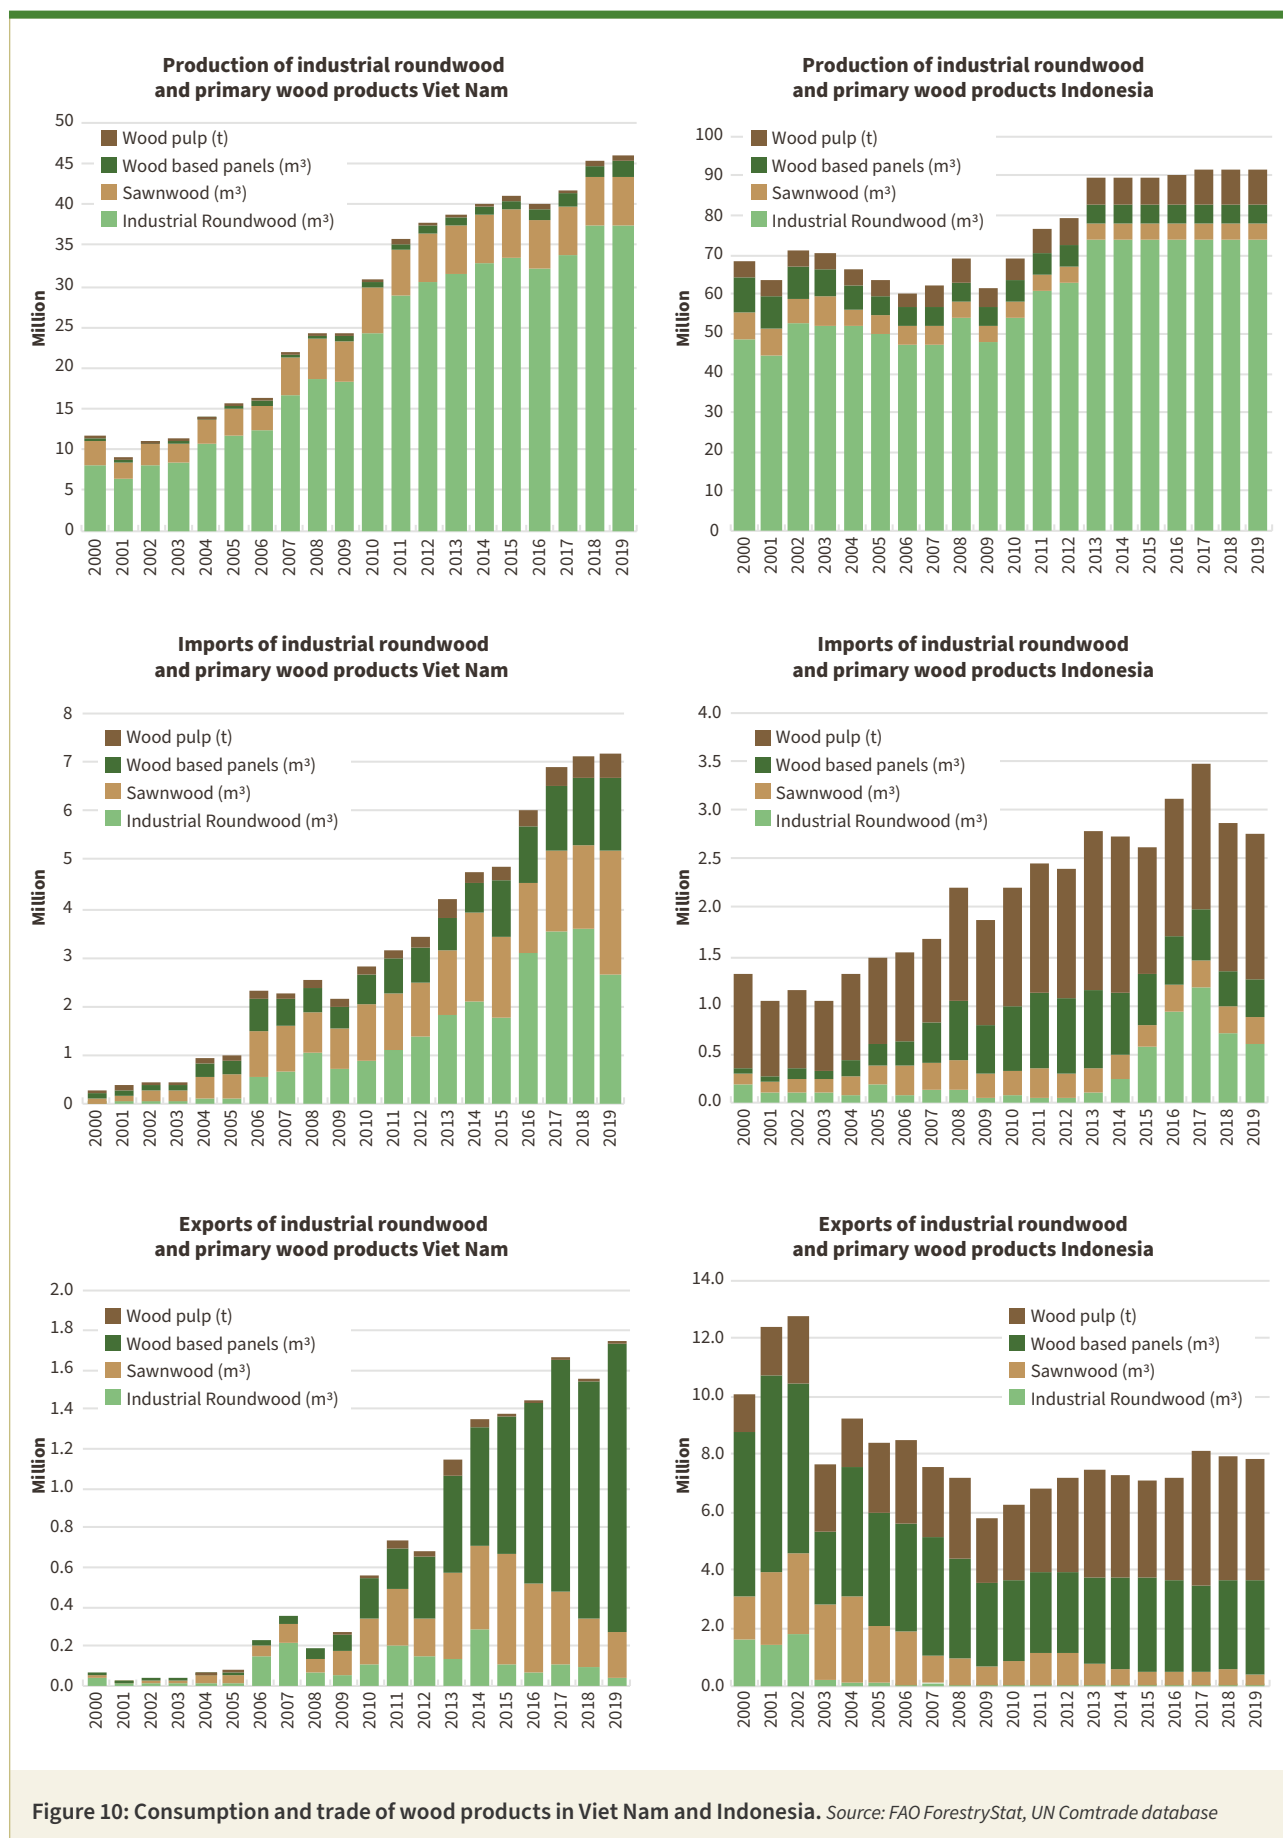 Production of industrial roundwood
and primary wood products Viet Nam
Million
50
45
40
35
30
25
20
15
10
5
0
Wood pulp (t)
Wood based panels (m³)
Sawnwood (m³)
Industrial Roundwood (m³)
2000 2001 2002 2003 2004 2005 2006 2007 2008 2009 2010 2011 2012 2013 2014 2015 2016 2017 2018 2019
Production of industrial roundwood
and primary wood products Indonesia
Million
100
90
80
70
60
50
40
30
20
10
0
Wood pulp (t)
Wood based panels (m³)
Sawnwood (m³)
Industrial Roundwood (m³)
2000 2001 2002 2003 2004 2005 2006 2007 2008 2009 2010 2011 2012 2013 2014 2015 2016 2017 2018 2019
Imports of industrial roundwood
and primary wood products Viet Nam
Million
8
7
6
5
4
3
2
1
0
Wood pulp (t)
Wood based panels (m³)
Sawnwood (m³)
Industrial Roundwood (m³)
2000 2001 2002 2003 2004 2005 2006 2007 2008 2009 2010 2011 2012 2013 2014 2015 2016 2017 2018 2019
Imports of industrial roundwood
and primary wood products Indonesia
Million
4.0
3.5
3.0
2.5
2.0
1.5
1.0
0.5
0.0
Wood pulp (t)
Wood based panels (m³)
Sawnwood (m³)
Industrial Roundwood (m³)
2000 2001 2002 2003 2004 2005 2006 2007 2008 2009 2010 2011 2012 2013 2014 2015 2016 2017 2018 2019
Exports of industrial roundwood
and primary wood products Viet Nam
Million
2.0
1.8
1.6
1.4
1.2
1.0
0.8
0.6
0.4
0.2
0.0
Wood pulp (t)
Wood based panels (m³)
Sawnwood (m³)
Industrial Roundwood (m³)
2000 2001 2002 2003 2004 2005 2006 2007 2008 2009 2010 2011 2012 2013 2014 2015 2016 2017 2018 2019
Exports of industrial roundwood
and primary wood products Indonesia
Million
14.0
12.0
10.0
8.0
6.0
4.0
2.0
0.0
Wood pulp (t)
Wood based panels (m³)
Sawnwood (m³)
Industrial Roundwood (m³)
2000 2001 2002 2003 2004 2005 2006 2007 2008 2009 2010 2011 2012 2013 2014 2015 2016 2017 2018 2019
Figure 10: Consumption and trade of wood products in Viet Nam and Indonesia. Source: FAO ForestryStat, UN Comtrade database